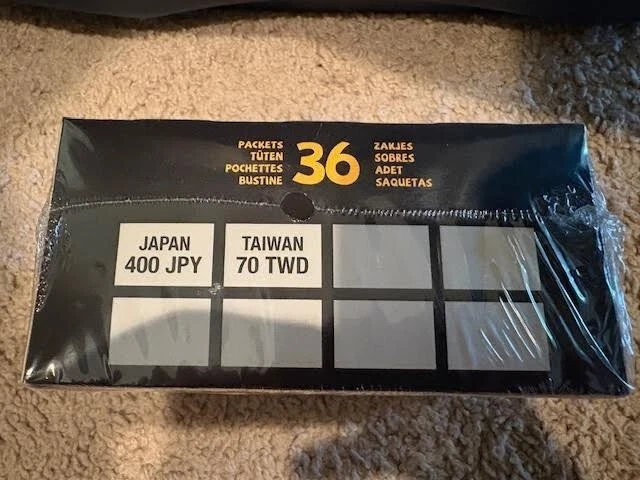 PACKETS
TÜTEN
POCHETTES
BUSTINE
36
ZAKJES
SOBRES
ADET
SAQUETAS
JAPAN
400 JPY
TAIWAN
70 TWD